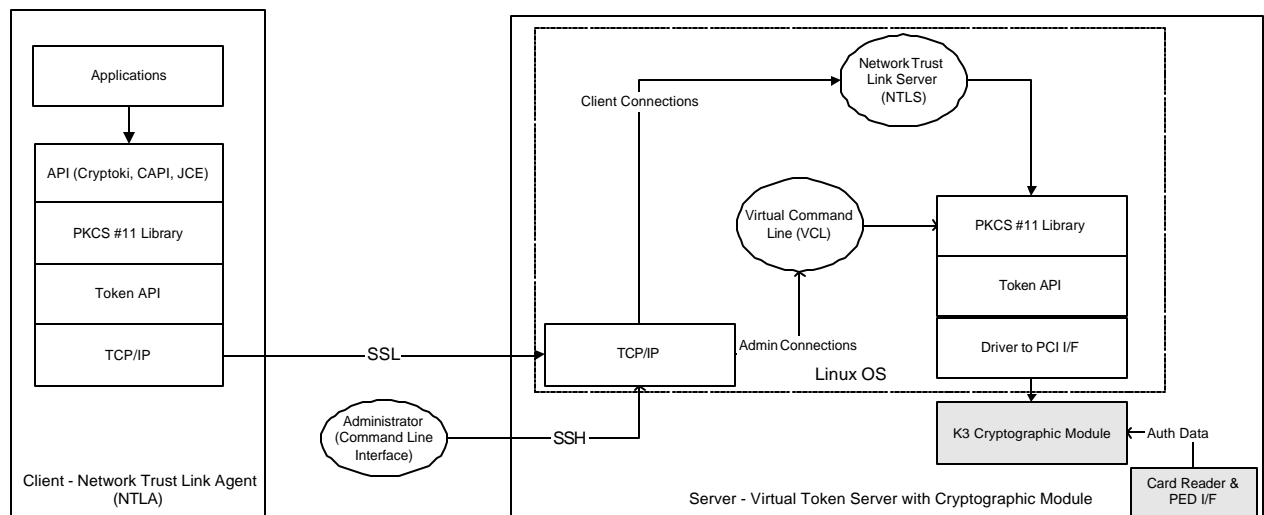 Applications
API (Cryptoki, CAPI, JCE)
PKCS #11 Library
Token API
TCP/IP
Client - Network Trust Link Agent
(NTLA)
SSL
Administrator
(Command Line
Interface)
SSH
Client Connections
Network Trust
Link Server
(NTLS)
Virtual Command
Line (VCL)
TCP/IP
Admin Connections
Linux OS
PKCS #11 Library
Token API
Driver to PCI I/F
K3 Cryptographic Module
Auth Data
Card Reader &
PED I/F
Server - Virtual Token Server with Cryptographic Module